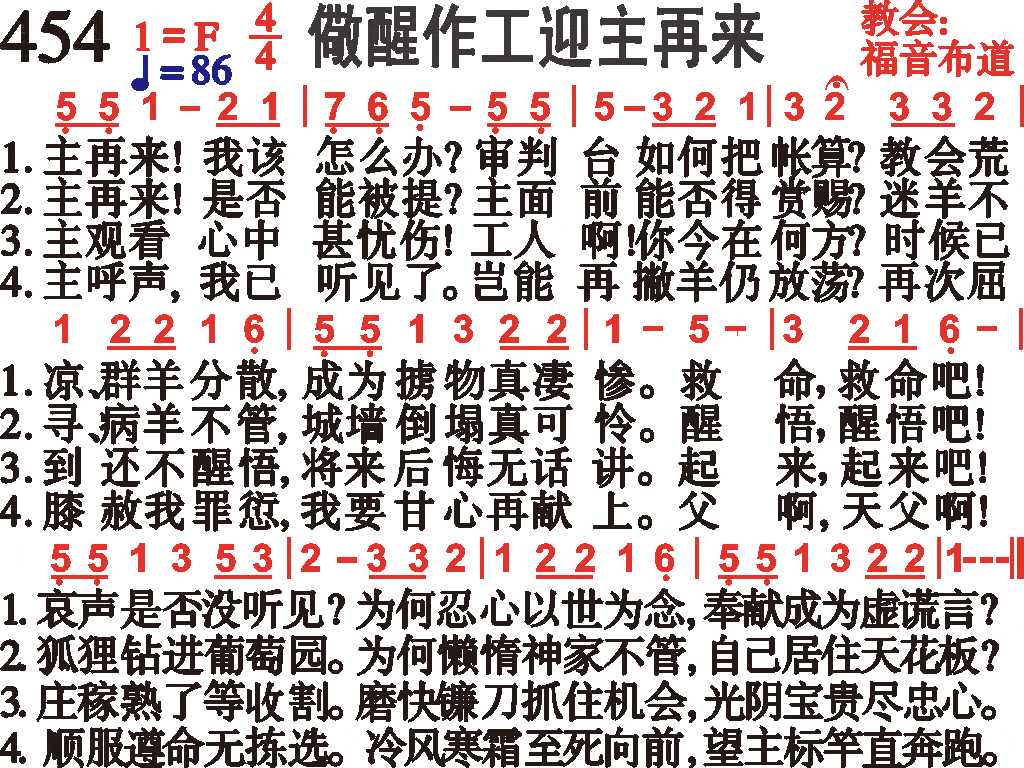 454 1=F 4/4 儆醒作工迎主再来 教会:
♩=86 福音布道
5 5 1 - 2 1 | 7 6 5 - 5 5 | 5 - 3 2 1 | 3 2 3 3 2 |
1. 主再来! 我该 怎么办? 审判 台 如何把 帐算? 教会荒
2. 主再来! 是否 能被提? 主面 前 能否得 赏赐? 迷羊不
3. 主观看 心中 甚忧伤! 工人 啊!你今在 何方? 时候已
4. 主呼声, 我已 听见了。岂能 再 撇羊仍 放荡? 再次屈
1 2 2 1 6 | 5 5 1 3 2 2 | 1 - 5 - | 3 2 1 6 - |
1. 凉、群羊分散, 成为掳物真凄 惨。救 命, 救命吧!
2. 寻、病羊不管, 城墙倒塌真可 怜。醒 悟, 醒悟吧!
3. 到 还不醒悟, 将来后悔无话 讲。起 来, 起来吧!
4. 膝 赦我罪愆, 我要甘心再献 上。父 啊, 天父啊!
5 5 1 3 5 3 | 2 - 3 3 2 | 1 2 2 1 6 | 5 5 1 3 2 2 | 1 - - - ‖
1. 哀声是否没听见? 为何忍心以世为念, 奉献成为虚谎言?
2. 狐狸钻进葡萄园。为何懒惰神家不管, 自己居住天花板?
3. 庄稼熟了等收割。磨快镰刀抓住机会, 光阴宝贵尽忠心。
4. 顺服遵命无拣选。冷风寒霜至死向前, 望主标竿直奔跑。